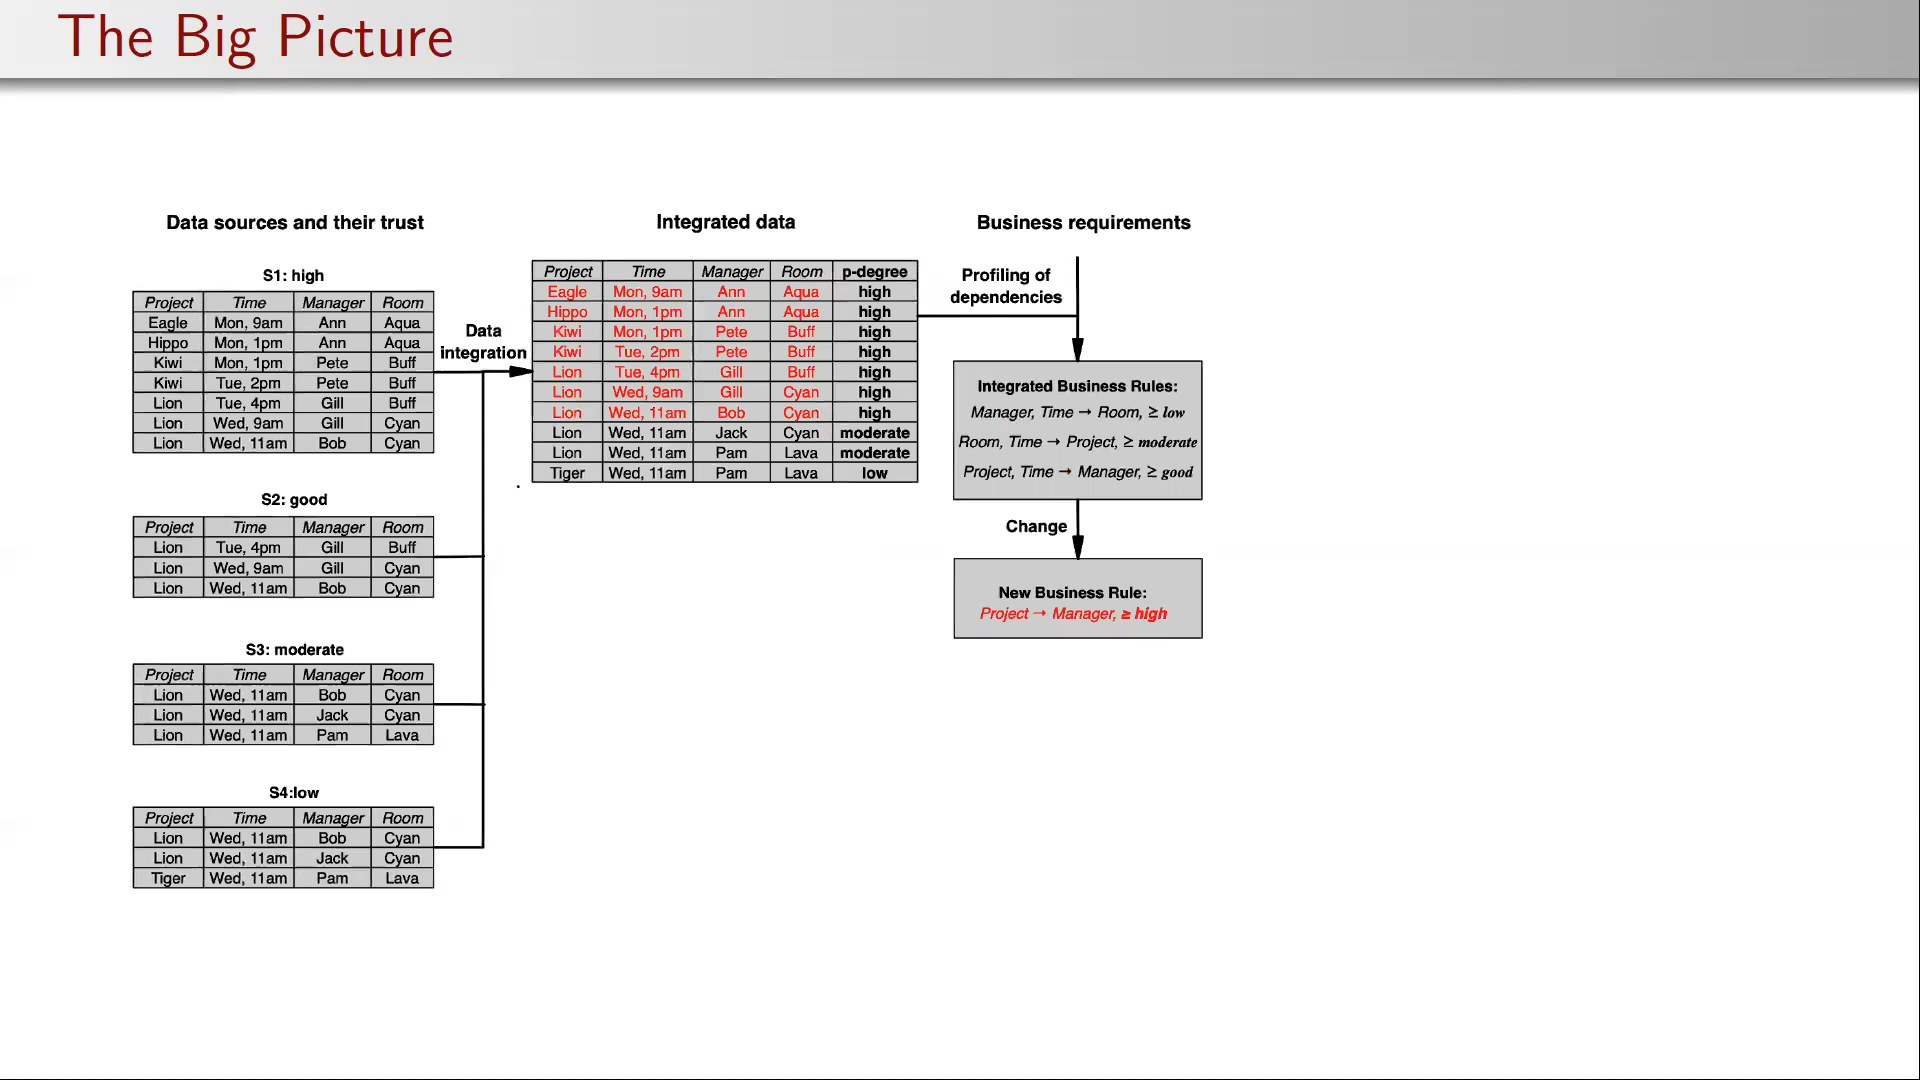 The Big Picture
Data sources and their trust
S1: high
Project Time Manager Room
Eagle Mon, 9am Ann Aqua
Hippo Mon, 1pm Ann Aqua
Kiwi Mon, 1pm Pete Buff
Kiwi Tue, 2pm Pete Buff
Lion Tue, 4pm Gill Buff
Lion Wed, 9am Gill Cyan
Lion Wed, 11am Bob Cyan
S2: good
Project Time Manager Room
Lion Tue, 4pm Gill Buff
Lion Wed, 9am Gill Cyan
Lion Wed, 11am Bob Cyan
S3: moderate
Project Time Manager Room
Lion Wed, 11am Bob Cyan
Lion Wed, 11am Jack Cyan
Lion Wed, 11am Pam Lava
S4:low
Project Time Manager Room
Lion Wed, 11am Bob Cyan
Lion Wed, 11am Jack Cyan
Tiger Wed, 11am Pam Lava
Data
integration
Integrated data
Project Time Manager Room p-degree
Eagle Mon, 9am Ann Aqua high
Hippo Mon, 1pm Ann Aqua high
Kiwi Mon, 1pm Pete Buff high
Kiwi Tue, 2pm Pete Buff high
Lion Tue, 4pm Gill Buff high
Lion Wed, 9am Gill Cyan high
Lion Wed, 11am Bob Cyan high
Lion Wed, 11am Jack Cyan moderate
Lion Wed, 11am Pam Lava moderate
Tiger Wed, 11am Pam Lava low
Business requirements
Profiling of
dependencies
Integrated Business Rules:
Manager, Time → Room, ≥ low
Room, Time → Project, ≥ moderate
Project, Time → Manager, ≥ good
Change
New Business Rule:
Project → Manager, ≥ high